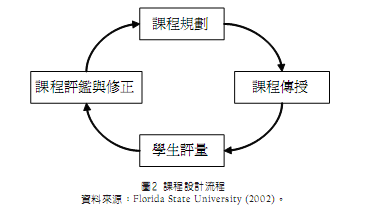 課程規劃
課程評鑑與修正
課程傳授
學生評量
圖2 課程設計流程
資料來源：Florida State University (2002)。